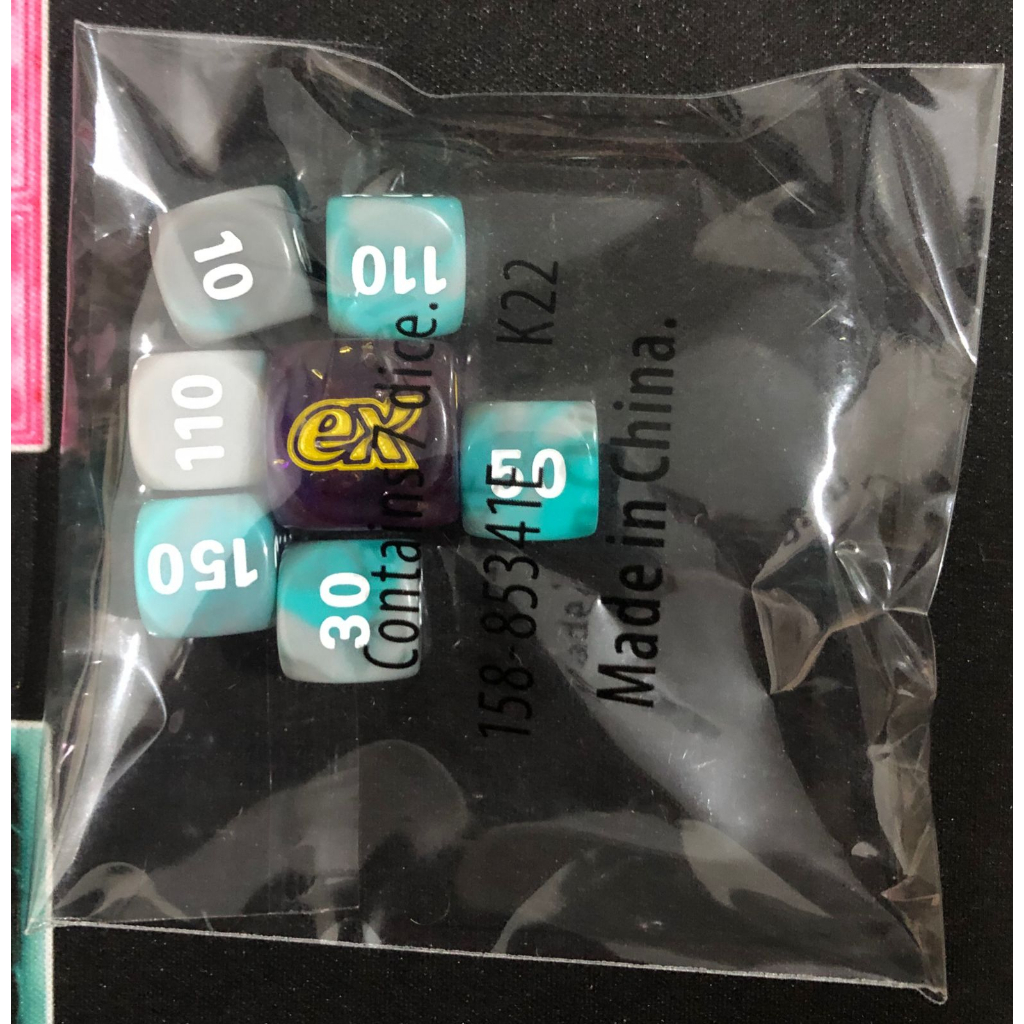 10
110
110
ex
50
150
30
Contains 7 dice.
158-85341E K22
Made in China.